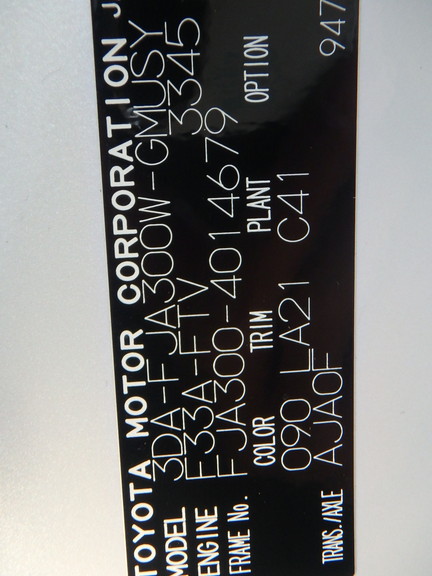 TOYOTA MOTOR CORPORATION J
MODEL 3DA-FJA300W-GMUSY
ENGINE F33A-FTV 3345
FRAME No. FJA300-4014679
COLOR TRIM PLANT OPTION
090 LA21 C41
TRANS./AXLE AJA0F 947